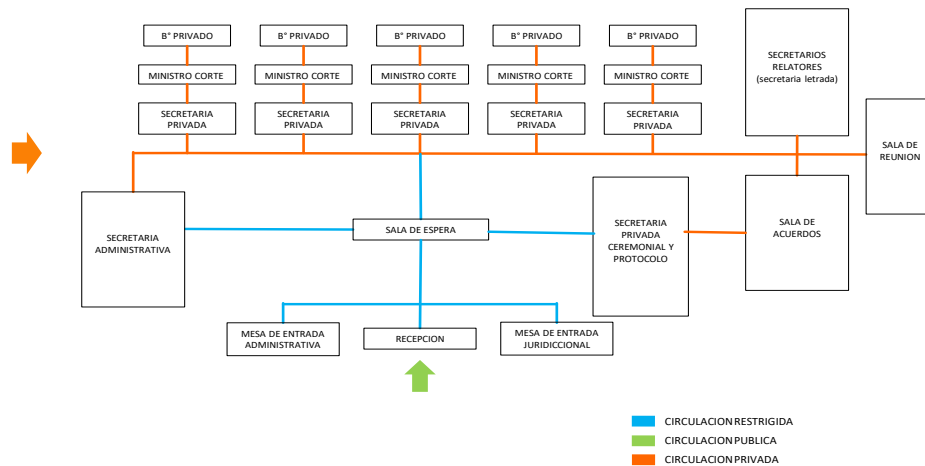 B° PRIVADO
B° PRIVADO
B° PRIVADO
B° PRIVADO
B° PRIVADO
MINISTRO CORTE
MINISTRO CORTE
MINISTRO CORTE
MINISTRO CORTE
MINISTRO CORTE
SECRETARIA
PRIVADA
SECRETARIA
PRIVADA
SECRETARIA
PRIVADA
SECRETARIA
PRIVADA
SECRETARIA
PRIVADA
SECRETARIOS
RELATORES
(secretaria letrada)
SALA DE
REUNION
SECRETARIA
ADMINISTRATIVA
SALA DE ESPERA
SECRETARIA
PRIVADA
CEREMONIAL Y
PROTOCOLO
SALA DE
ACUERDOS
MESA DE ENTRADA
ADMINISTRATIVA
RECEPCION
MESA DE ENTRADA
JURIDICCIONAL
CIRCULACION RESTRIGIDA
CIRCULACION PUBLICA
CIRCULACION PRIVADA